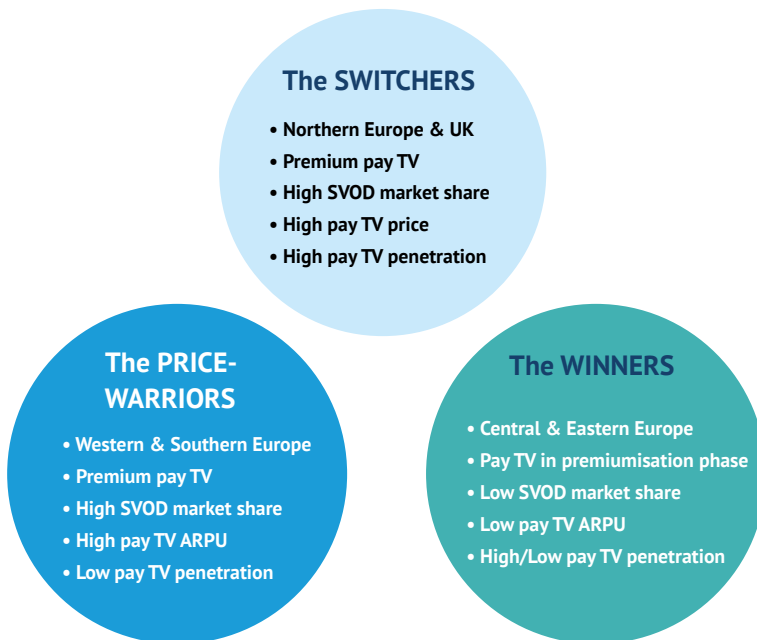 The SWITCHERS
• Northern Europe & UK
• Premium pay TV
• High SVOD market share
• High pay TV price
• High pay TV penetration
The PRICE-
WARRIORS
• Western & Southern Europe
• Premium pay TV
• High SVOD market share
• High pay TV ARPU
• Low pay TV penetration
The WINNERS
• Central & Eastern Europe
• Pay TV in premiumisation phase
• Low SVOD market share
• Low pay TV ARPU
• High/Low pay TV penetration